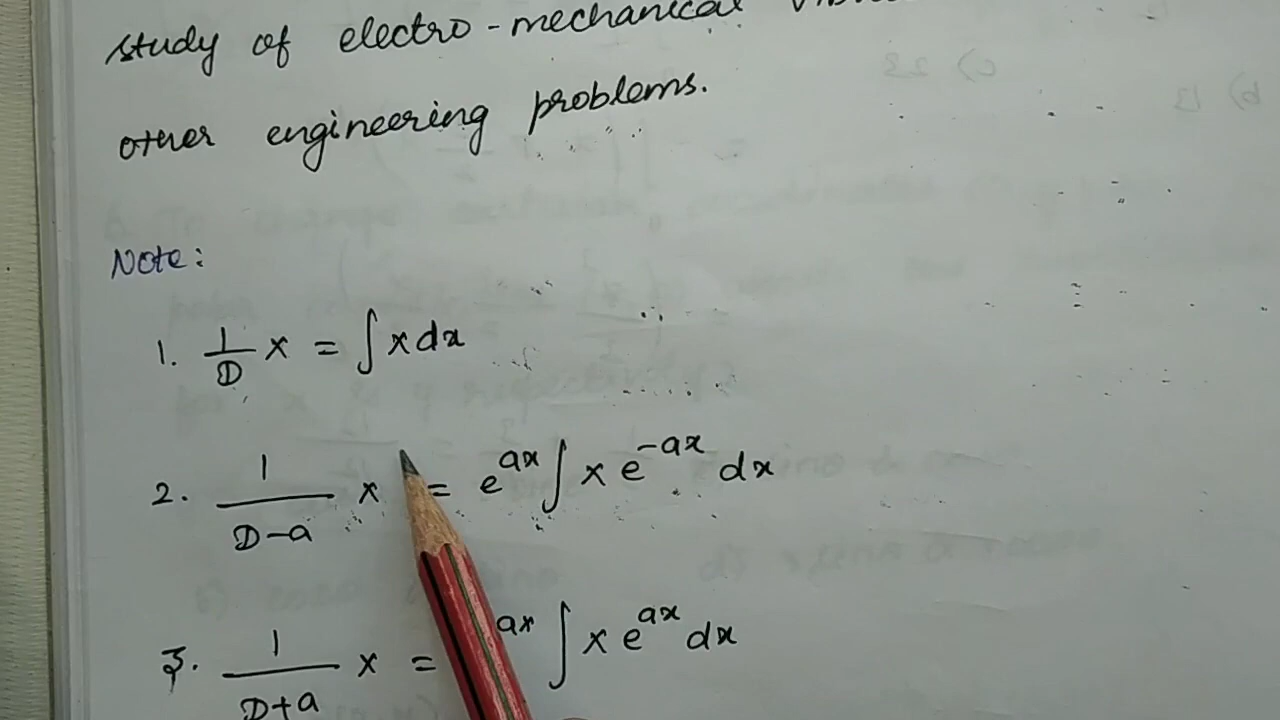 study of electro-mechanical
other engineering problems.
Note:
1. 1/D x = ∫ x dx
2. 1/D-a x = e^ax ∫ x e^-ax dx
3. 1/D+a x = ax ∫ x e^ax dx